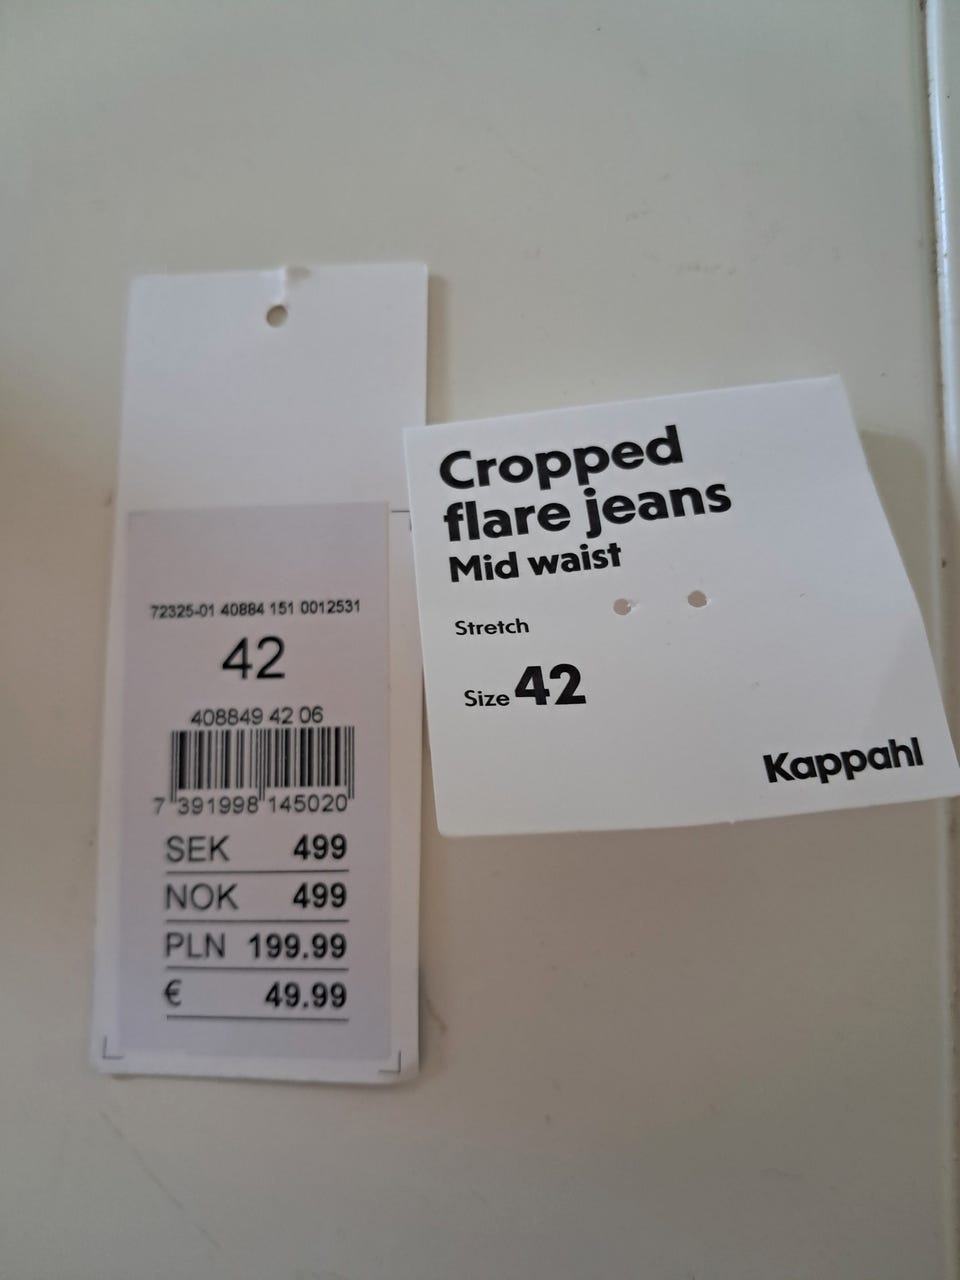 72325-01 40884 151 0012531
42
408849 42 06
7 391998 145020
SEK 499
NOK 499
PLN 199.99
€ 49.99
Cropped
flare jeans
Mid waist
Stretch
Size 42
Kappahl